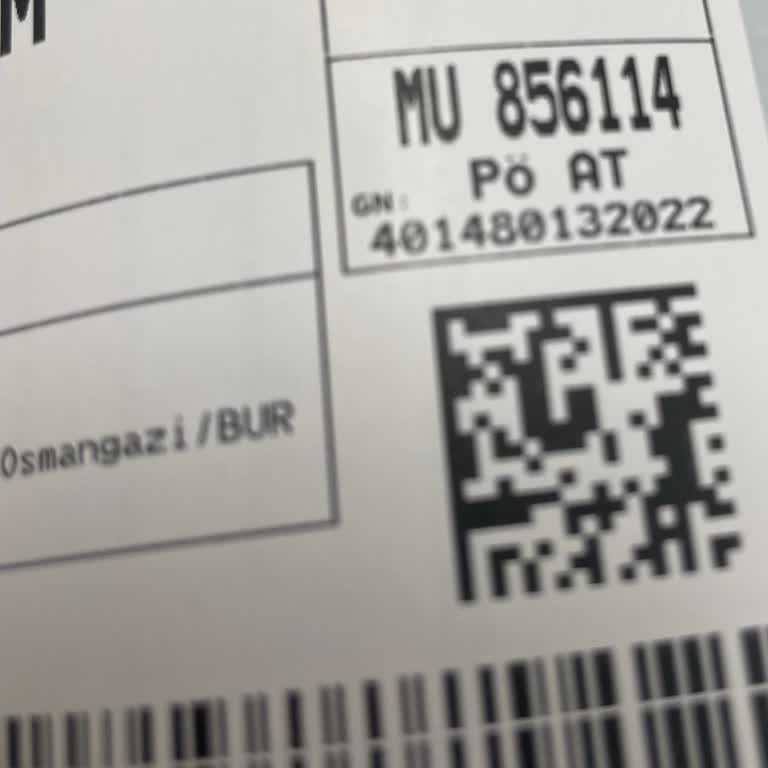 M
MU 856114
Pö AT
GN:
401480132022
Osmangazi/BUR